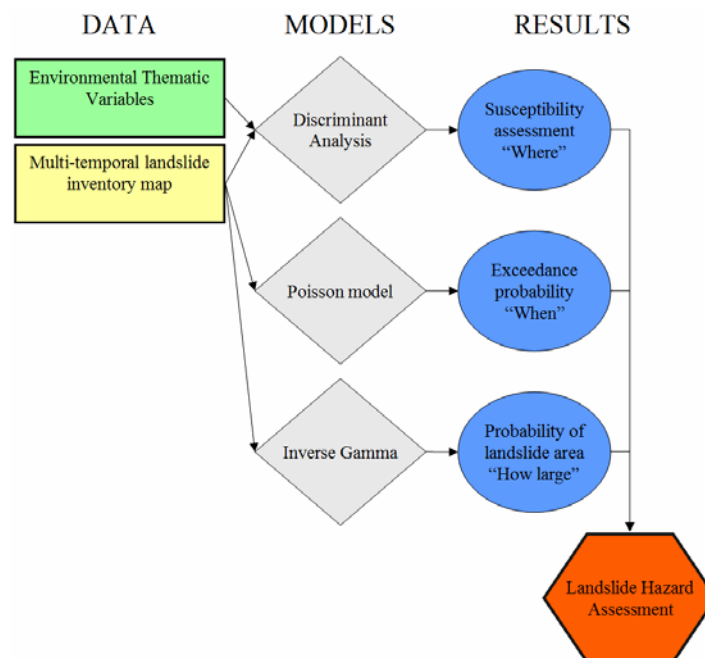 DATA
MODELS
RESULTS
Environmental Thematic
Variables
Multi-temporal landslide
inventory map
Discriminant
Analysis
Susceptibility
assessment
“Where”
Poisson model
Exceedance
probability
“When”
Inverse Gamma
Probability of
landslide area
“How large”
Landslide Hazard
Assessment